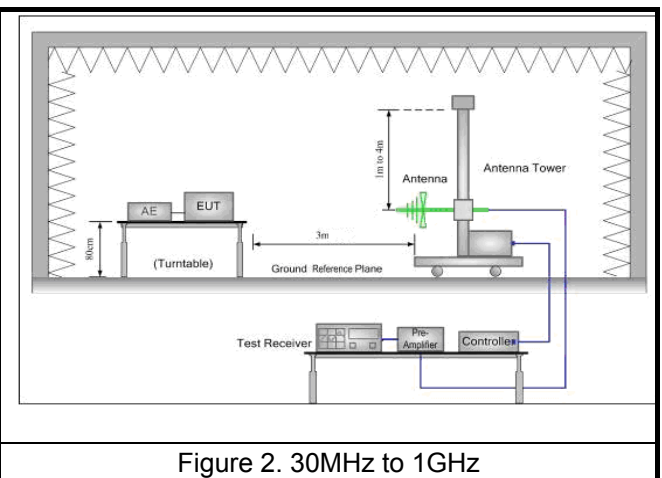 1m to 4m
Antenna
Antenna Tower
AE
EUT
80cm
(Turntable)
3m
Ground Reference Plane
Test Receiver
Pre-
Amplifier
Controller
Figure 2. 30MHz to 1GHz